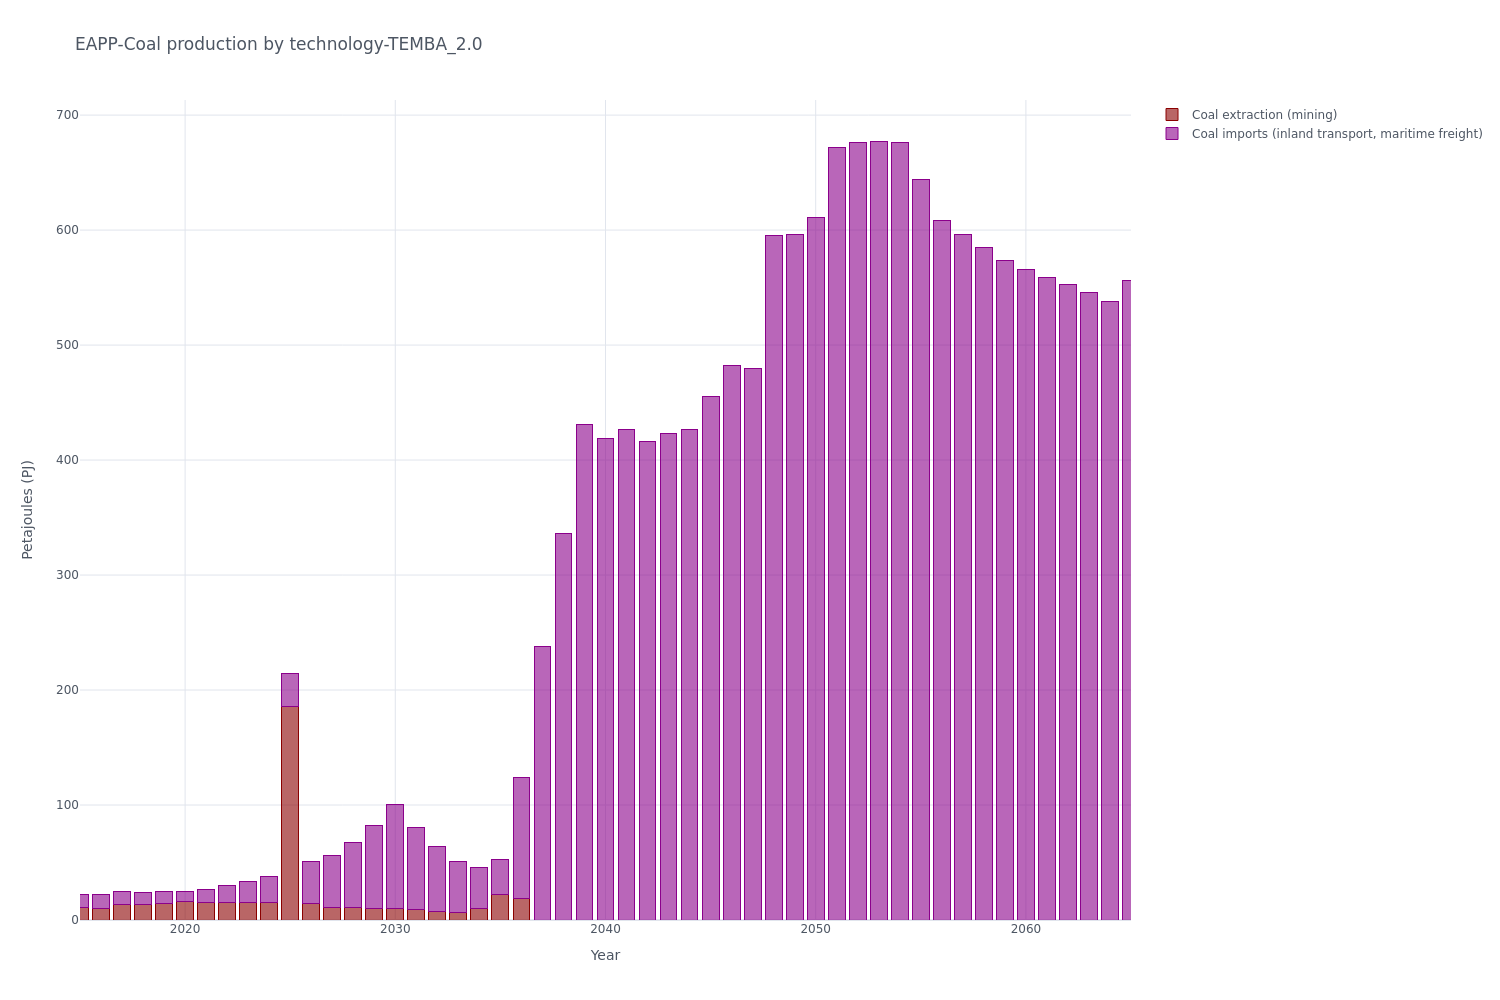 EAPP-Coal production by technology-TEMBA_2.0
Coal extraction (mining)
Coal imports (inland transport, maritime freight)
Petajoules (PJ)
700
600
500
400
300
200
100
0
2020
2030
2040
2050
2060
Year